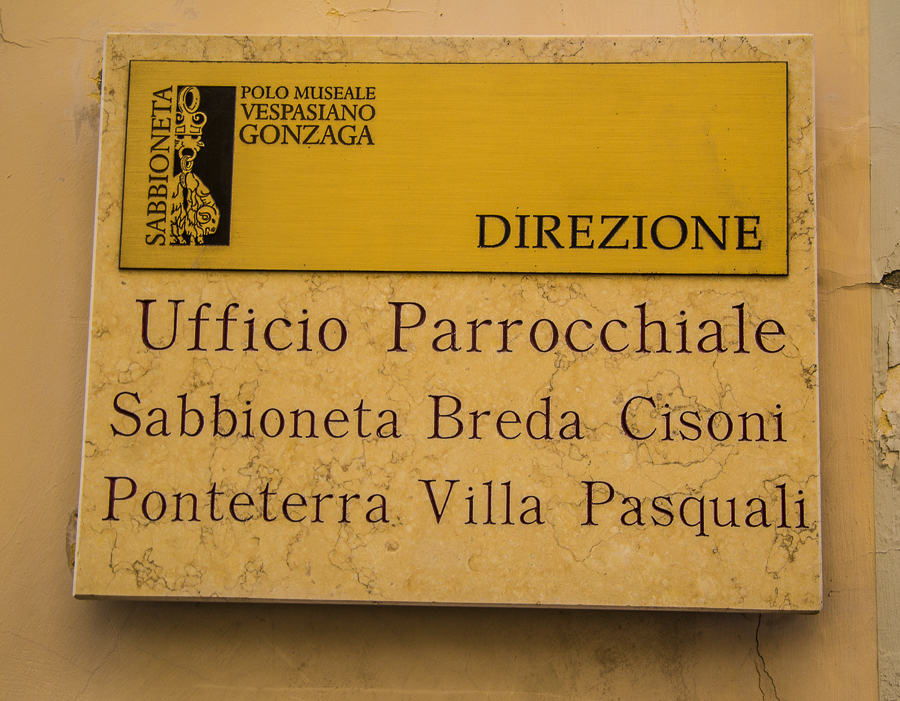 SABBIONETA
POLO MUSEALE
VESPASIANO
GONZAGA
DIREZIONE
Ufficio Parrocchiale
Sabbioneta Breda Cisoni
Ponteterra Villa Pasquali